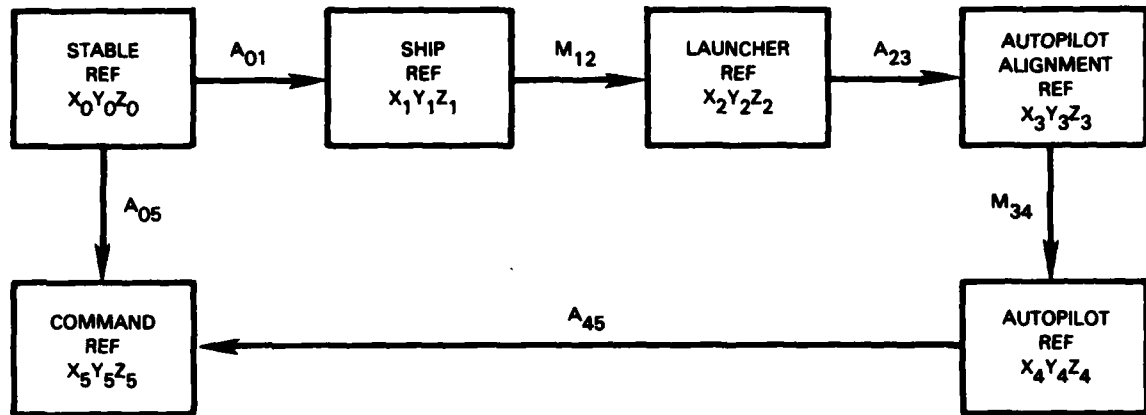 STABLE
REF
X₀Y₀Z₀
A₀₁
SHIP
REF
X₁Y₁Z₁
M₁₂
LAUNCHER
REF
X₂Y₂Z₂
A₂₃
AUTOPILOT
ALIGNMENT
REF
X₃Y₃Z₃
A₀₅
M₃₄
COMMAND
REF
X₅Y₅Z₅
A₄₅
AUTOPILOT
REF
X₄Y₄Z₄